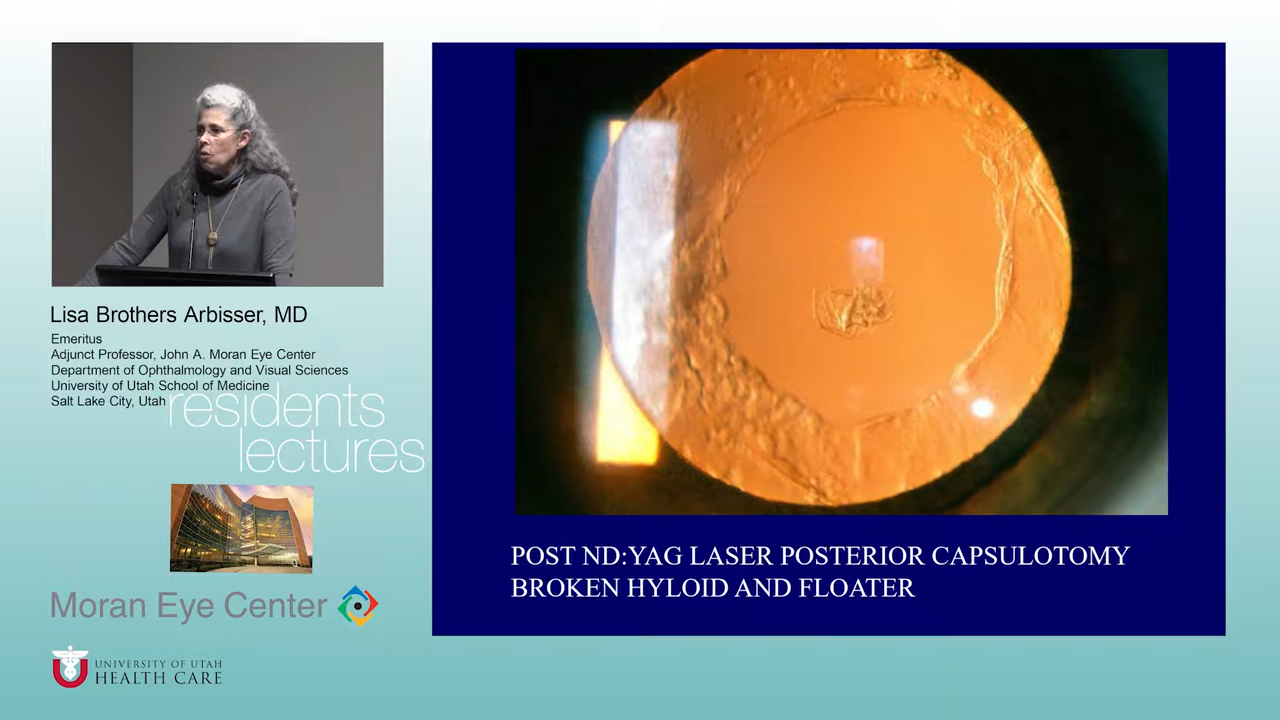 Lisa Brothers Arbisser, MD
Emeritus
Adjunct Professor, John A. Moran Eye Center
Department of Ophthalmology and Visual Sciences
University of Utah School of Medicine
Salt Lake City, Utah
residents
lectures
Moran Eye Center
UNIVERSITY OF UTAH
HEALTH CARE
POST ND:YAG LASER POSTERIOR CAPSULOTOMY
BROKEN HYLOID AND FLOATER